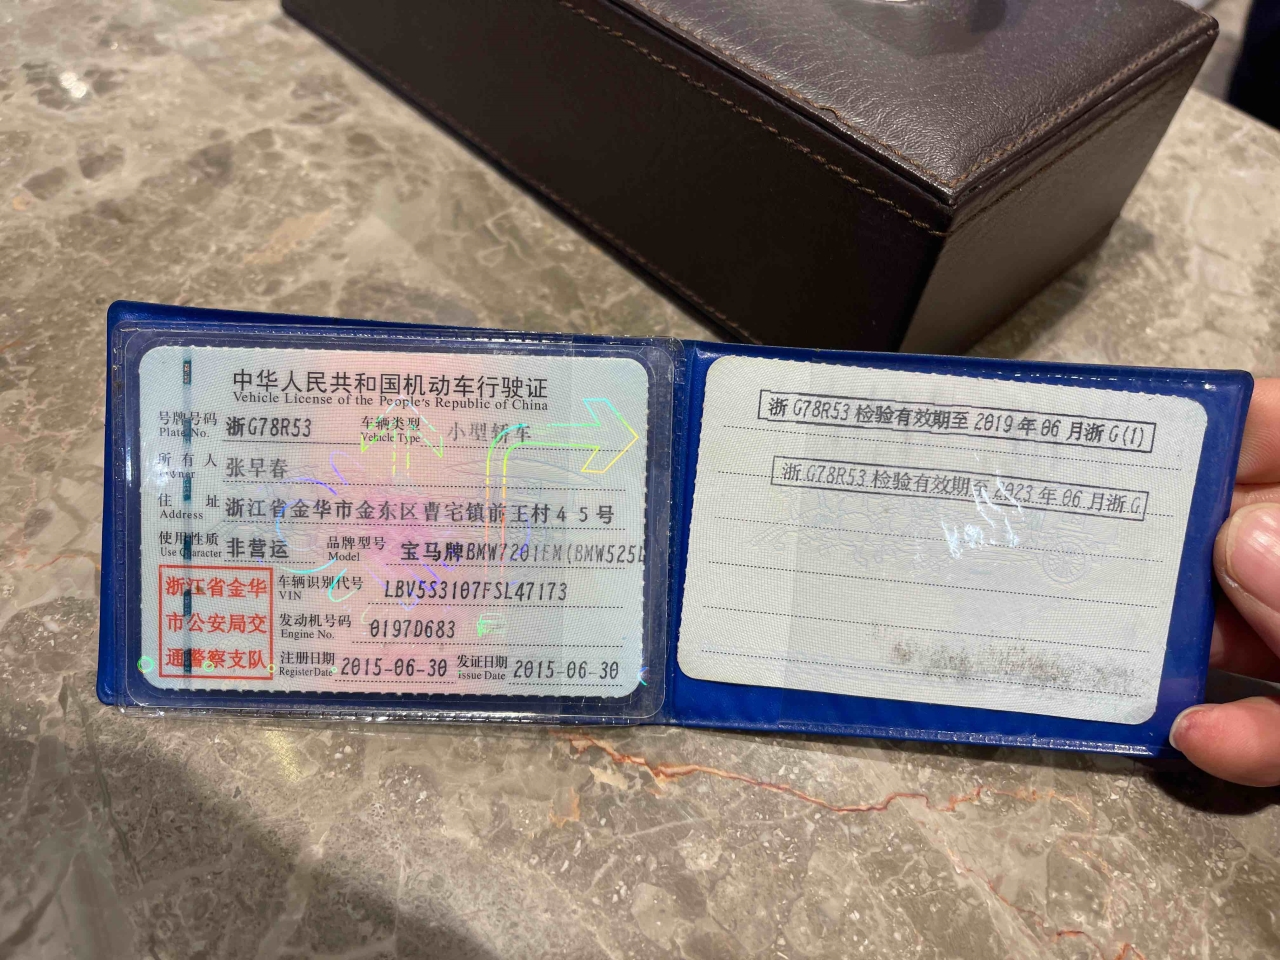 中华人民共和国机动车行驶证
Vehicle License of the People's Republic of China
号牌号码 浙G78R53 车辆类型 小型轿车
Plate No. Vehicle Type
所有人 张早春
Owner
住址 浙江省金华市金东区曹宅镇前王村45号
Address
使用性质 非营运 品牌型号 宝马牌BMW7201EM(BMW525L
Use Character Model
浙江省金华
市公安局交
通警察支队
车辆识别代号 LBV5S3107FSL47173
VIN
发动机号码 0197D683
Engine No.
注册日期 2015-06-30 发证日期 2015-06-30
Register Date Issue Date
浙G78R53 检验有效期至 2019年06月浙G(1)
浙G78R53 检验有效期至 2023年06月浙G